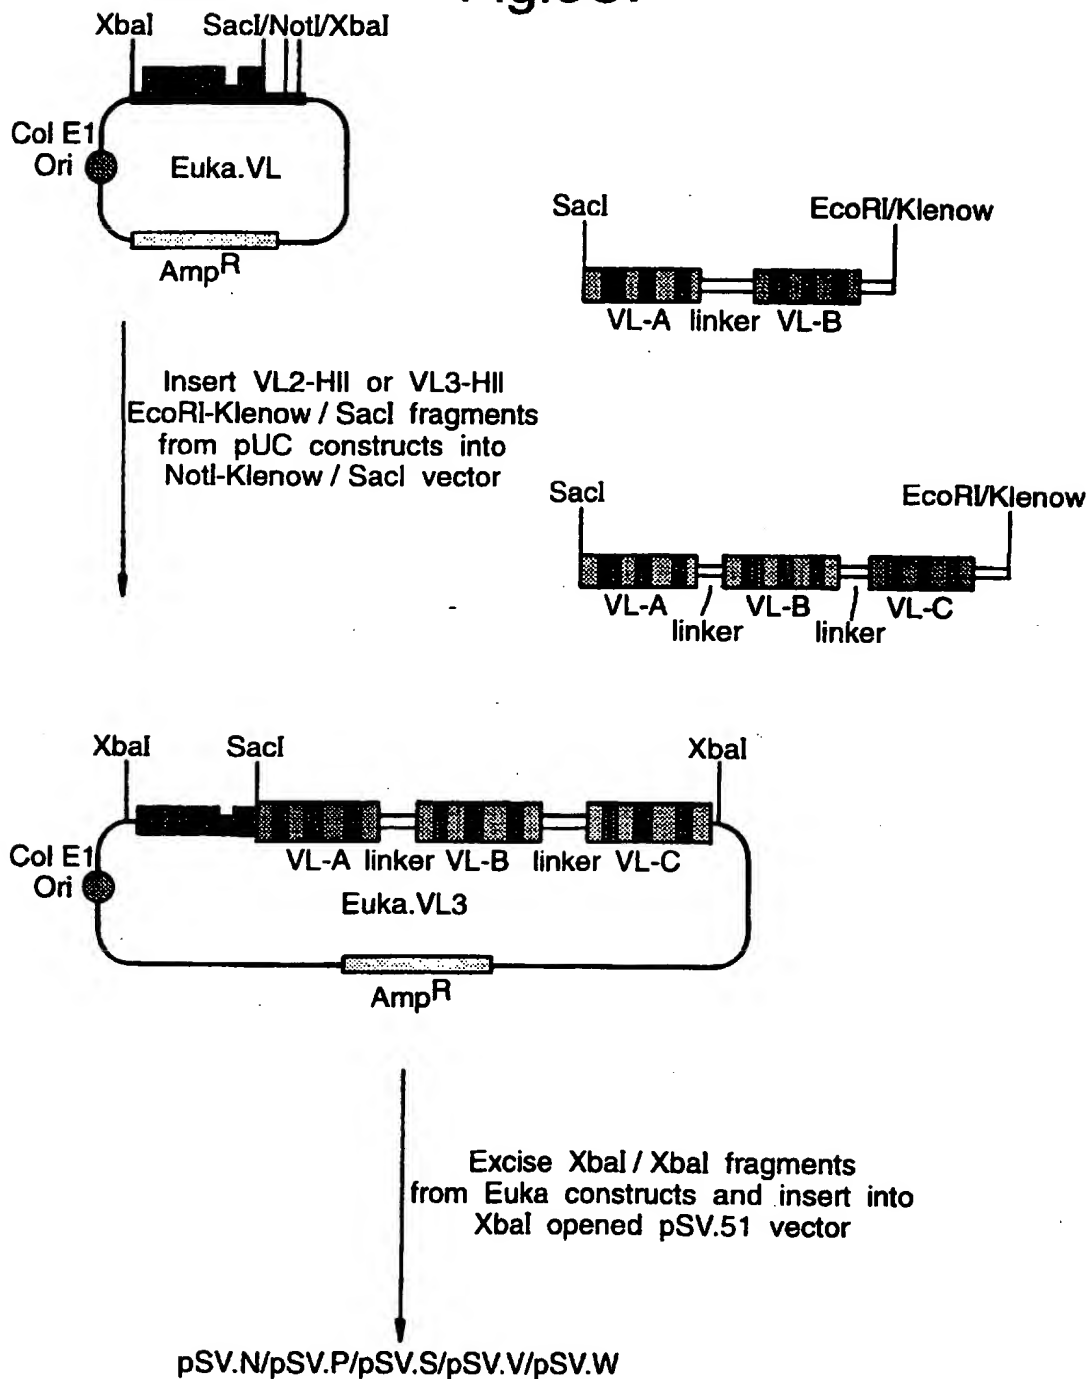 XbaI SacI/NotI/XbaI
Col E1
Ori
Euka.VL
Amp^R
SacI
EcoRI/Klenow
VL-A linker VL-B
Insert VL2-HII or VL3-HII
EcoRI-Klenow / SacI fragments
from pUC constructs into
NotI-Klenow / SacI vector
SacI
EcoRI/Klenow
VL-A
VL-B
VL-C
linker
linker
XbaI
SacI
XbaI
Col E1
Ori
VL-A linker VL-B linker VL-C
Euka.VL3
Amp^R
Excise XbaI / XbaI fragments
from Euka constructs and insert into
XbaI opened pSV.51 vector
pSV.N/pSV.P/pSV.S/pSV.V/pSV.W